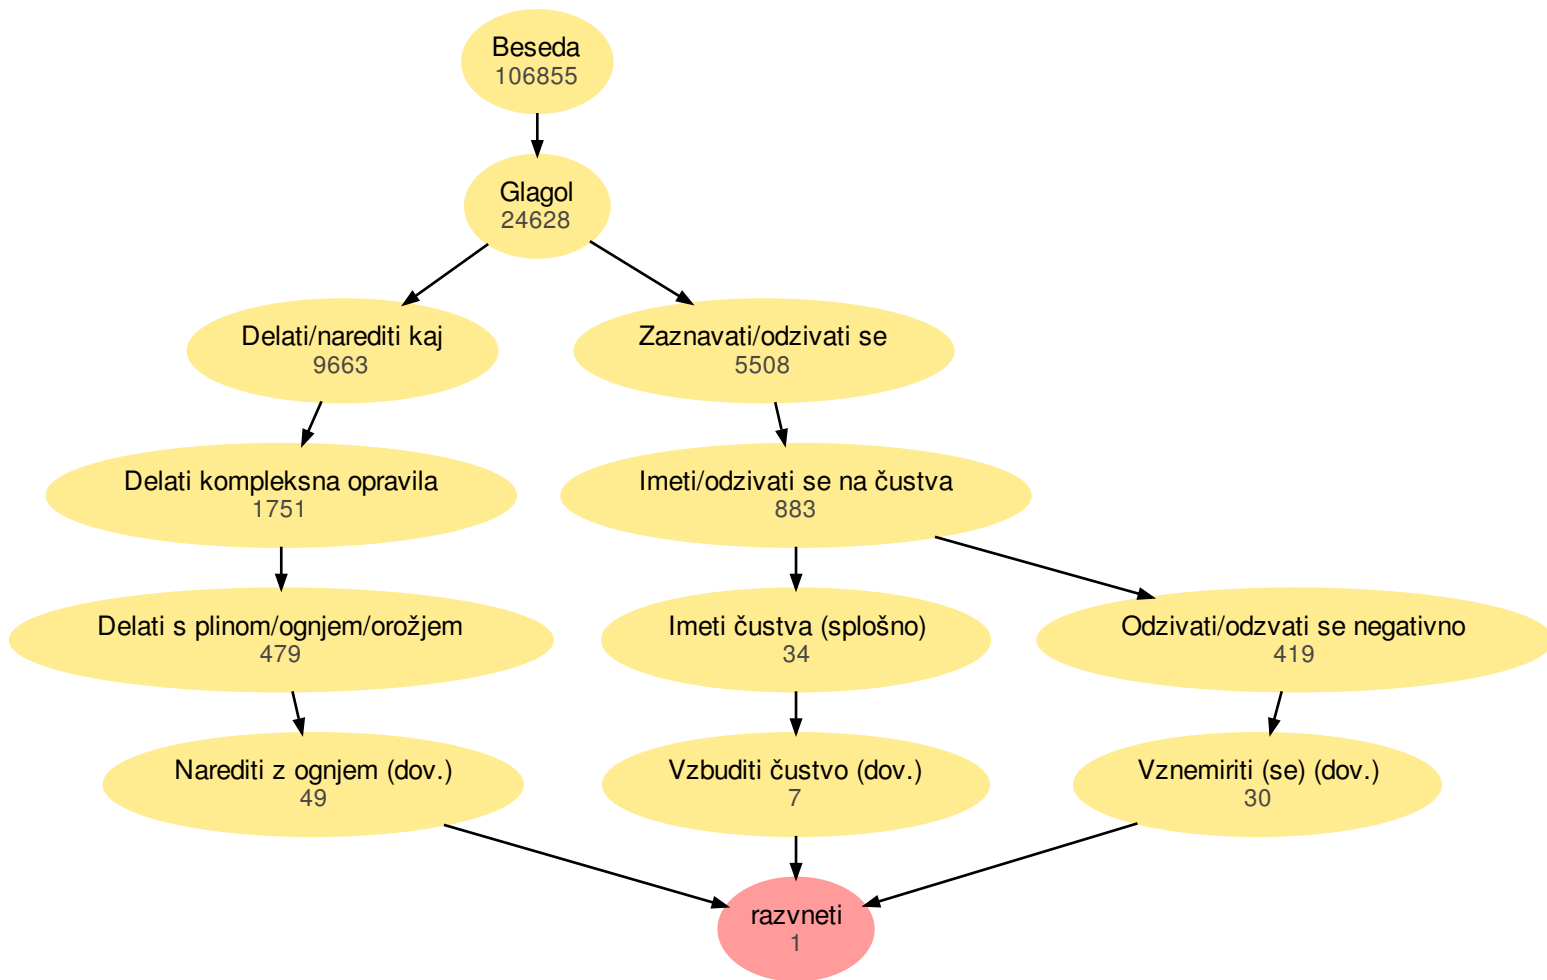 Beseda
106855
Glagol
24628
Delati/narediti kaj
9663
Zaznavati/odzivati se
5508
Delati kompleksna opravila
1751
Imeti/odzivati se na čustva
883
Delati s plinom/ognjem/orožjem
479
Imeti čustva (splošno)
34
Odzivati/odzvati se negativno
419
Narediti z ognjem (dov.)
49
Vzbuditi čustvo (dov.)
7
Vznemiriti (se) (dov.)
30
razvneti
1